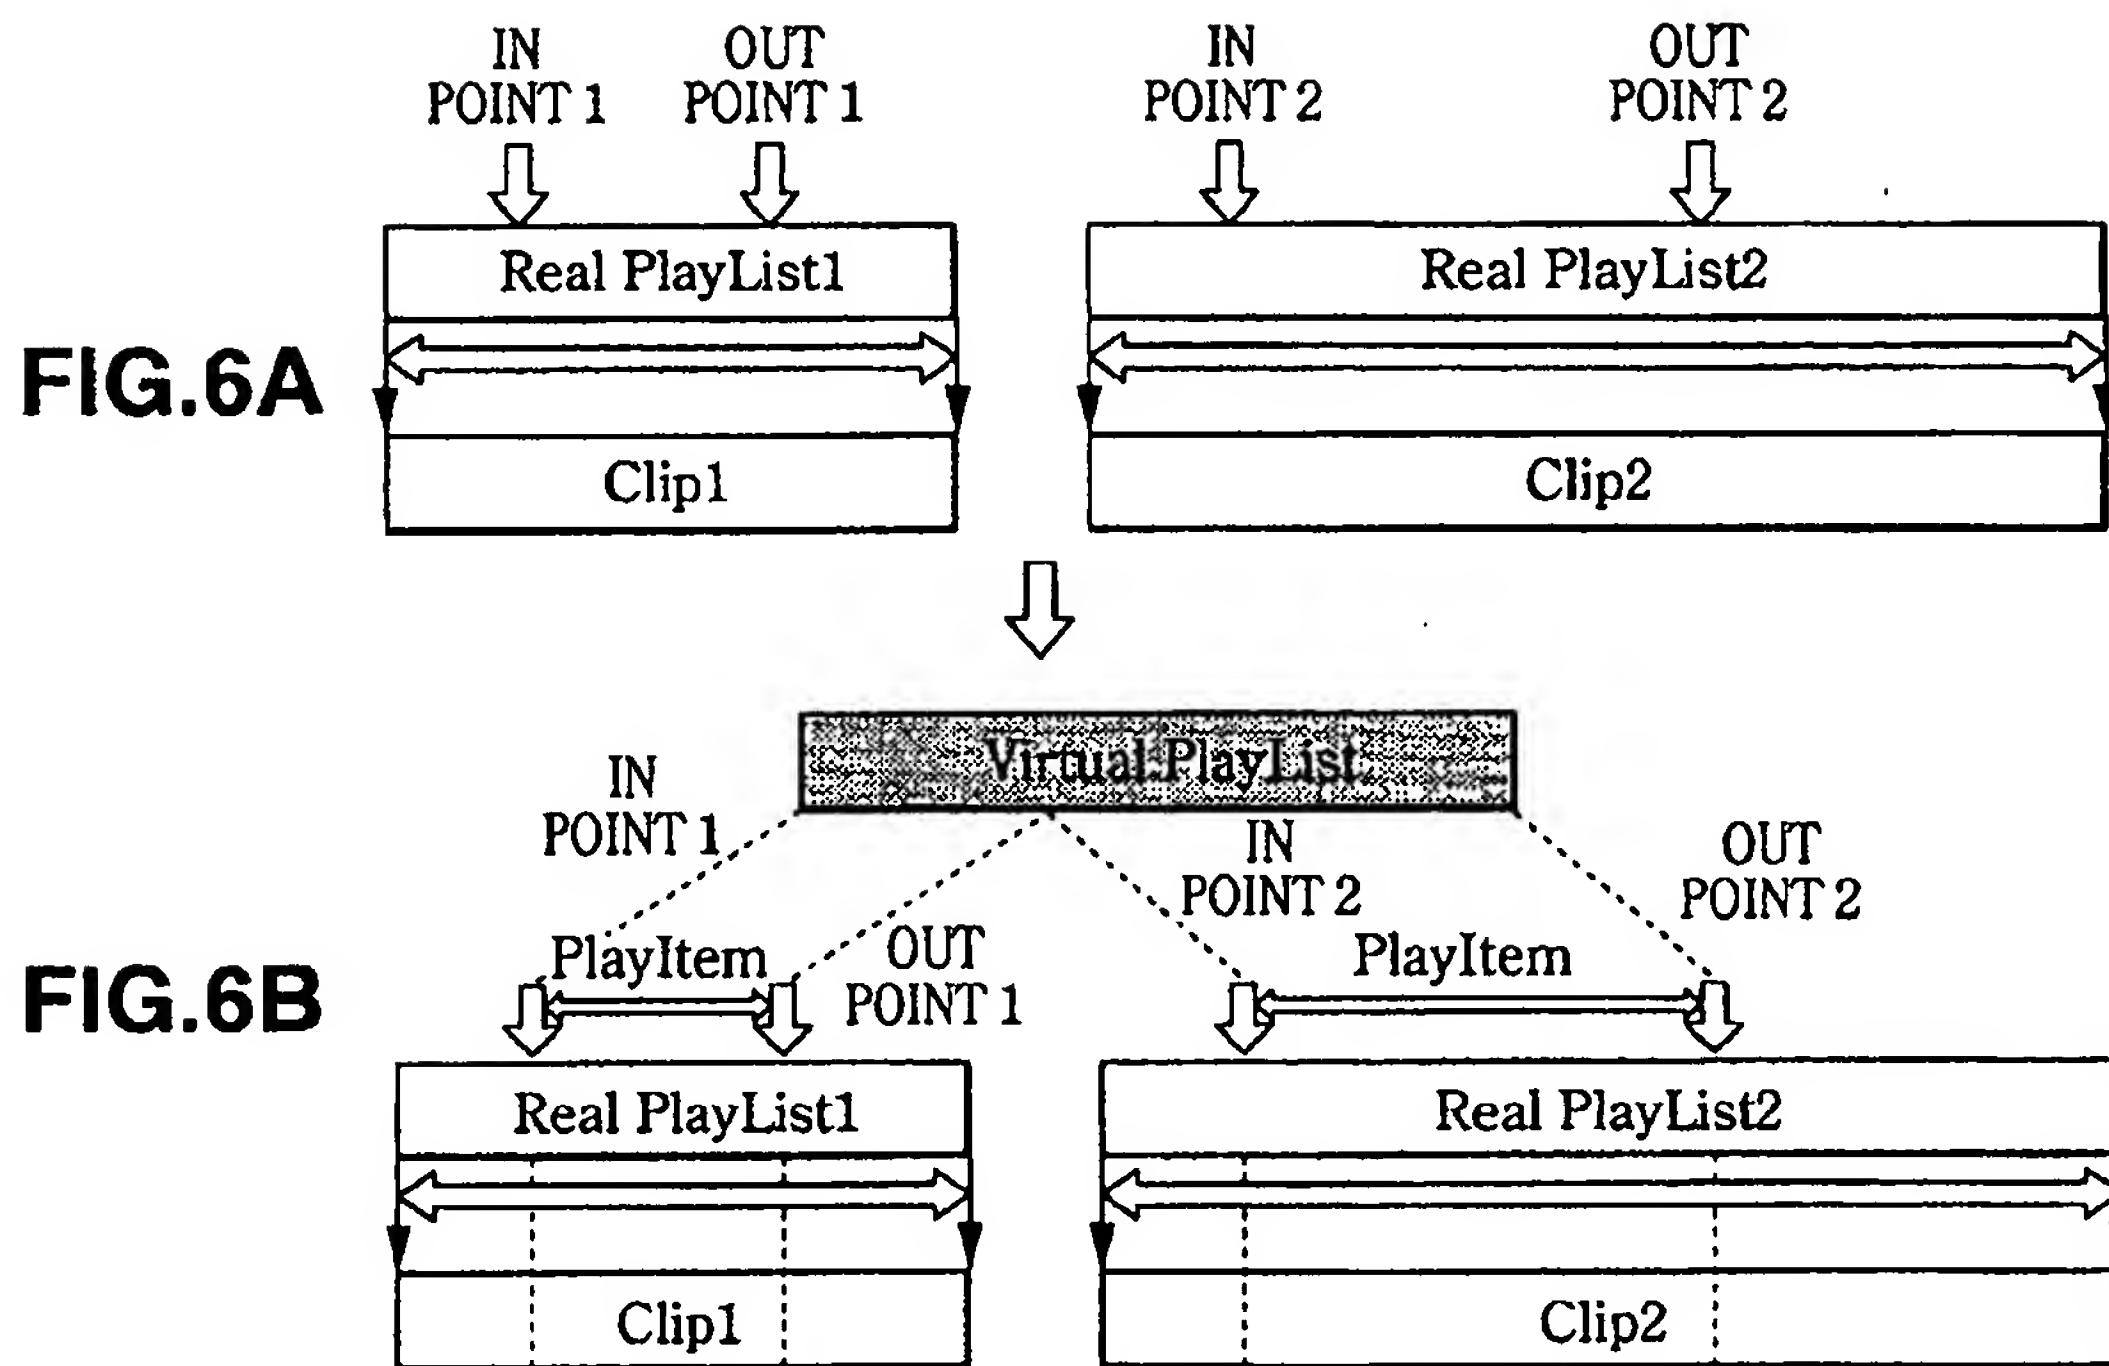 IN
POINT 1
OUT
POINT 1
IN
POINT 2
OUT
POINT 2
Real PlayList1
Real PlayList2
FIG.6A
Clip1
Clip2
Virtual PlayList
IN
POINT 1
IN
POINT 2
OUT
POINT 2
PlayItem
OUT
POINT 1
PlayItem
FIG.6B
Real PlayList1
Real PlayList2
Clip1
Clip2